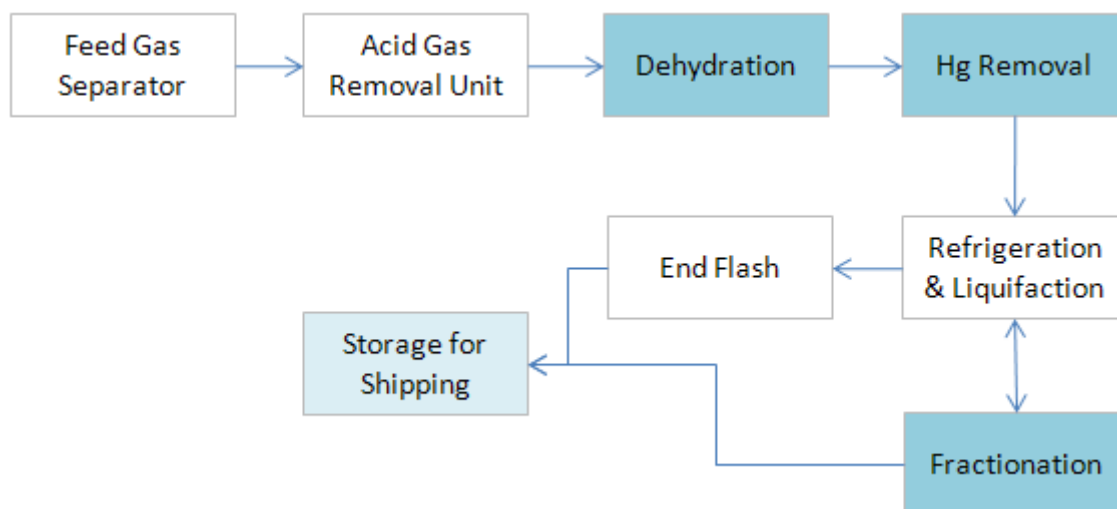 Feed Gas
Separator
Acid Gas
Removal Unit
Dehydration
Hg Removal
Refrigeration
& Liquifaction
End Flash
Storage for
Shipping
Fractionation